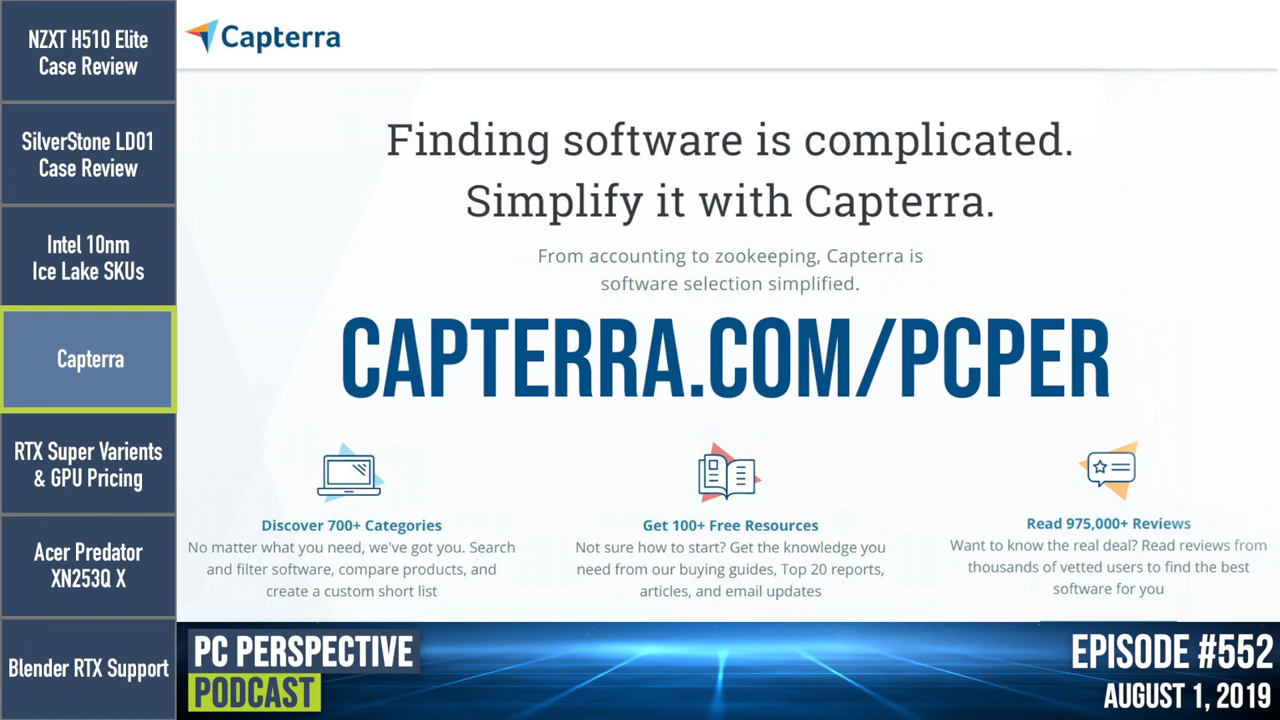 NZXT H510 Elite
Case Review
SilverStone LD01
Case Review
Intel 10nm
Ice Lake SKUs
Capterra
RTX Super Varients
& GPU Pricing
Acer Predator
XN253Q X
Blender RTX Support
Capterra
Finding software is complicated.
Simplify it with Capterra.
From accounting to zookeeping, Capterra is
software selection simplified.
CAPTERRA.COM/PCPER
Discover 700+ Categories
No matter what you need, we've got you. Search
and filter software, compare products, and
create a custom short list
Get 100+ Free Resources
Not sure how to start? Get the knowledge you
need from our buying guides, Top 20 reports,
articles, and email updates
Read 975,000+ Reviews
Want to know the real deal? Read reviews from
thousands of vetted users to find the best
software for you
PC PERSPECTIVE
PODCAST
EPISODE #552
AUGUST 1, 2019